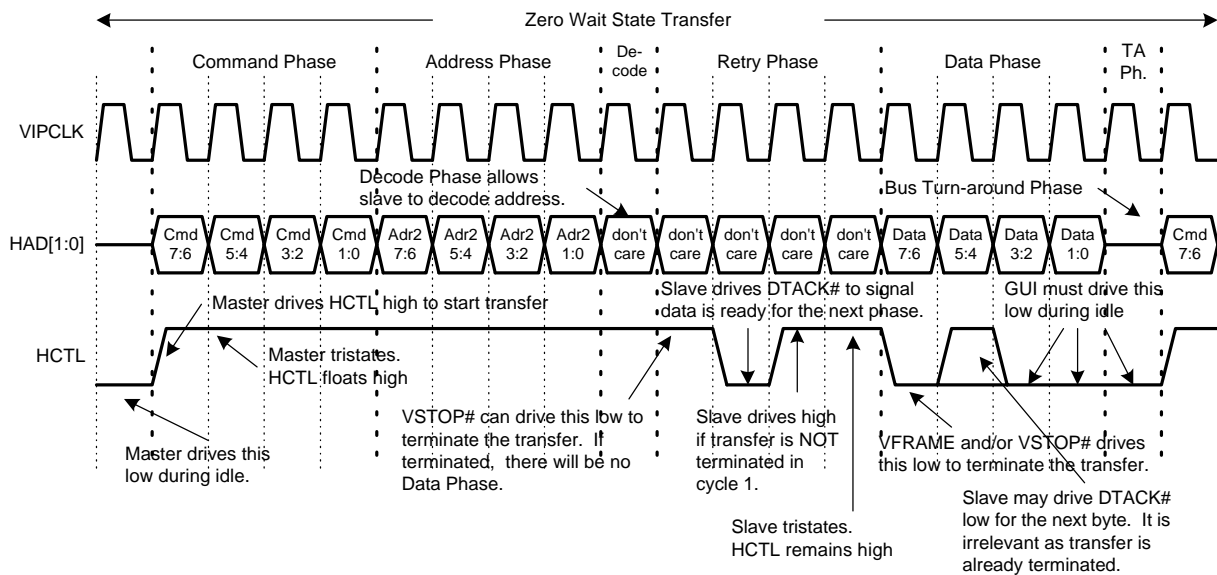 Zero Wait State Transfer
Command Phase
Address Phase
De-
code
Retry Phase
Data Phase
TA
Ph.
VIPCLK
Decode Phase allows
slave to decode address.
Bus Turn-around Phase
HAD[1:0]
Cmd
7:6
Cmd
5:4
Cmd
3:2
Cmd
1:0
Adr2
7:6
Adr2
5:4
Adr2
3:2
Adr2
1:0
don't
care
don't
care
don't
care
don't
care
don't
care
Data
7:6
Data
5:4
Data
3:2
Data
1:0
Cmd
7:6
Master drives HCTL high to start transfer
Slave drives DTACK# to signal
data is ready for the next phase.
GUI must drive this
low during idle
HCTL
Master tristates.
HCTL floats high
Master drives this
low during idle.
VSTOP# can drive this low to
terminate the transfer. If
terminated, there will be no
Data Phase.
Slave drives high
if transfer is NOT
terminated in
cycle 1.
Slave tristates.
HCTL remains high
VFRAME and/or VSTOP# drives
this low to terminate the transfer.
Slave may drive DTACK#
low for the next byte. It is
irrelevant as transfer is
already terminated.